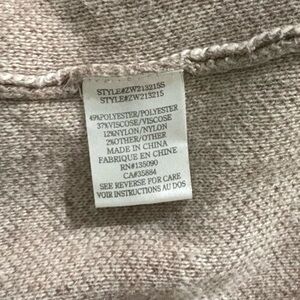 STYLE#ZW213215S
STYLE#ZW213215
49%POLYESTER/POLYESTER
37%VISCOSE/VISCOSE
12%NYLON/NYLON
2%OTHER/OTHER
MADE IN CHINA
FABRIQUE EN CHINE
RN#135090
CA#35884
SEE REVERSE FOR CARE
VOIR INSTRUCTIONS AU DOS